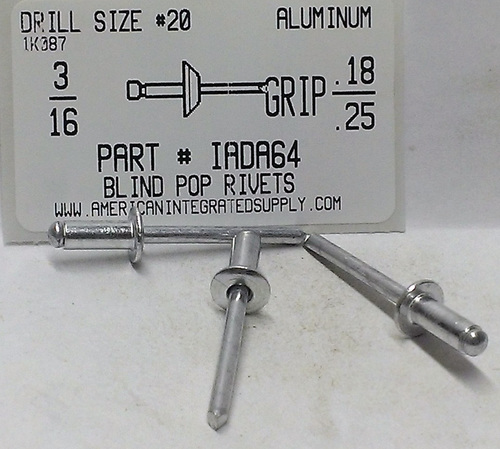 DRILL SIZE #20 ALUMINUM
1K087
3
16
GRIP .18
.25
PART # IADA64
BLIND POP RIVETS
WWW.AMERICANINTEGRATEDSUPPLY.COM